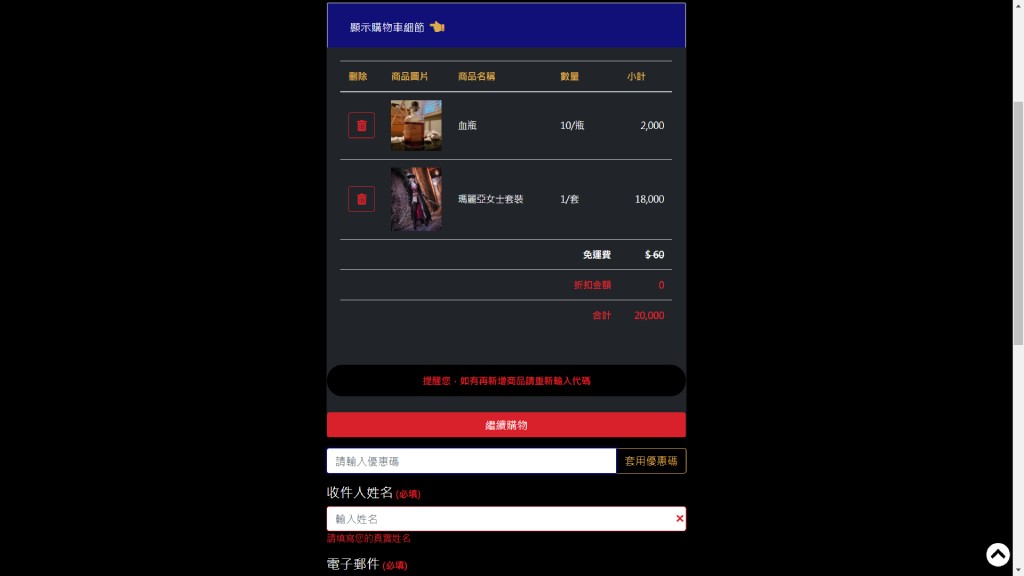 顯示購物車細節
刪除 商品圖片 商品名稱 數量 小計
血瓶 10/瓶 2,000
瑪麗亞女士套裝 1/套 18,000
免運費 $ 60
折扣金額 0
合計 20,000
提醒您，如有再新增商品請重新輸入代碼
繼續購物
請輸入優惠碼 套用優惠碼
收件人姓名 (必填)
輸入姓名
請填寫您的真實姓名
電子郵件 (必填)